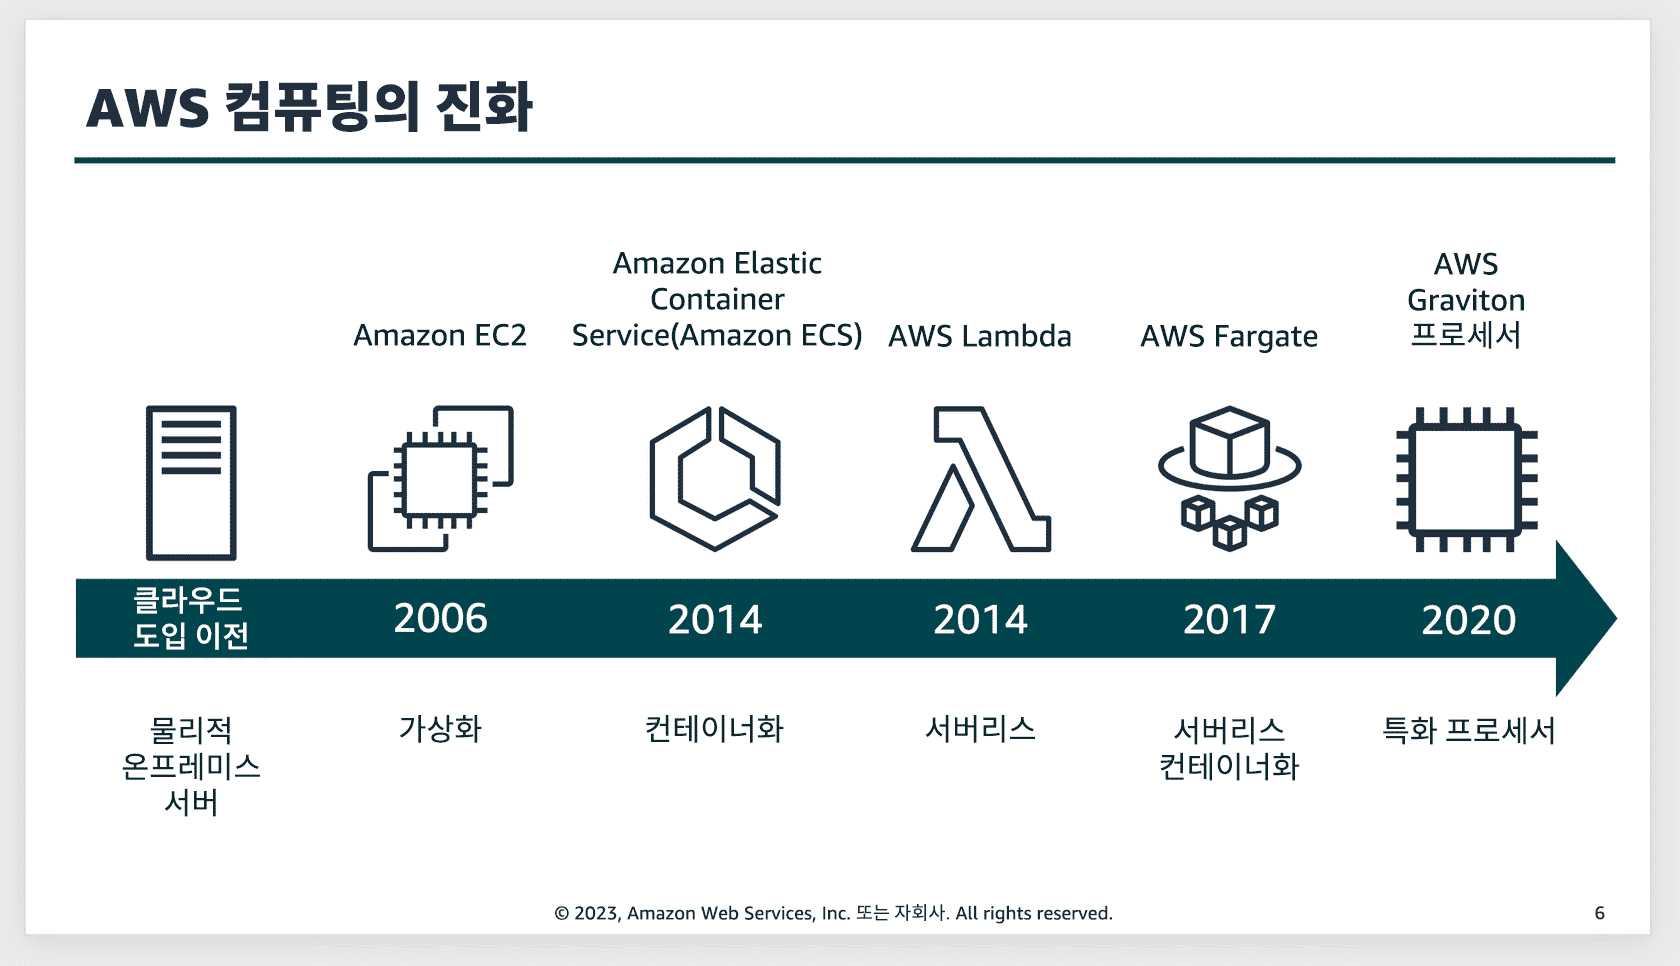 AWS 컴퓨팅의 진화
Amazon EC2
Amazon Elastic
Container
Service(Amazon ECS)
AWS Lambda
AWS Fargate
AWS
Graviton
프로세서
클라우드
도입 이전
2006
2014
2014
2017
2020
물리적
온프레미스
서버
가상화
컨테이너화
서버리스
서버리스
컨테이너화
특화 프로세서
© 2023, Amazon Web Services, Inc. 또는 자회사. All rights reserved.
6